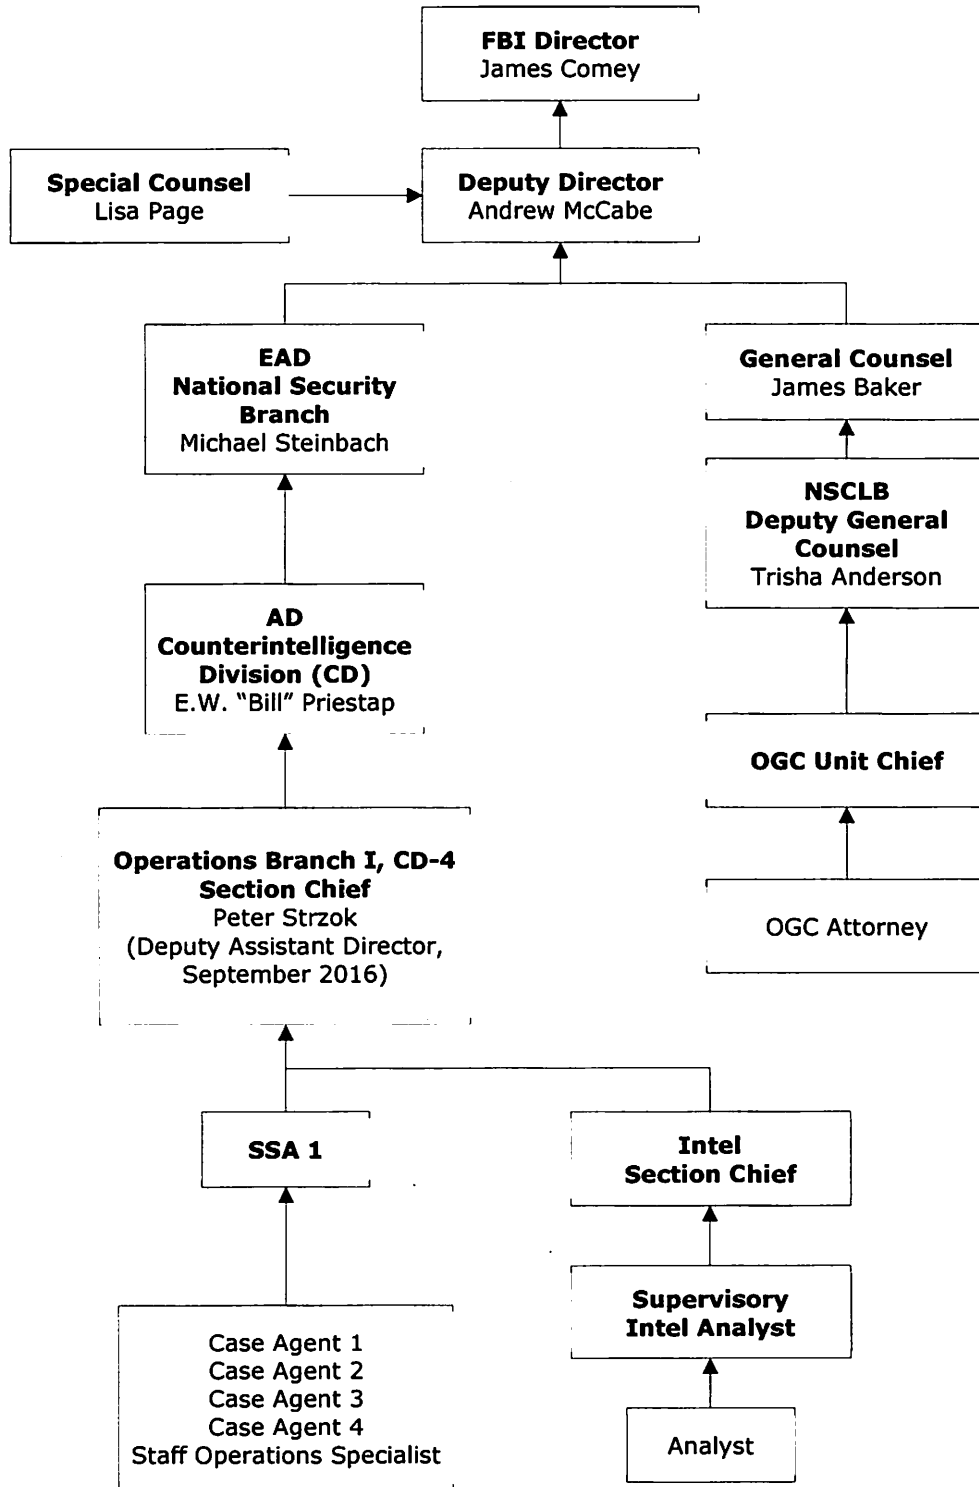 FBI Director
James Comey
Special Counsel
Lisa Page
Deputy Director
Andrew McCabe
EAD
National Security
Branch
Michael Steinbach
General Counsel
James Baker
NSCLB
Deputy General
Counsel
Trisha Anderson
AD
Counterintelligence
Division (CD)
E.W. “Bill” Priestap
OGC Unit Chief
Operations Branch I, CD-4
Section Chief
Peter Strzok
(Deputy Assistant Director,
September 2016)
OGC Attorney
SSA 1
Intel
Section Chief
Supervisory
Intel Analyst
Case Agent 1
Case Agent 2
Case Agent 3
Case Agent 4
Staff Operations Specialist
Analyst